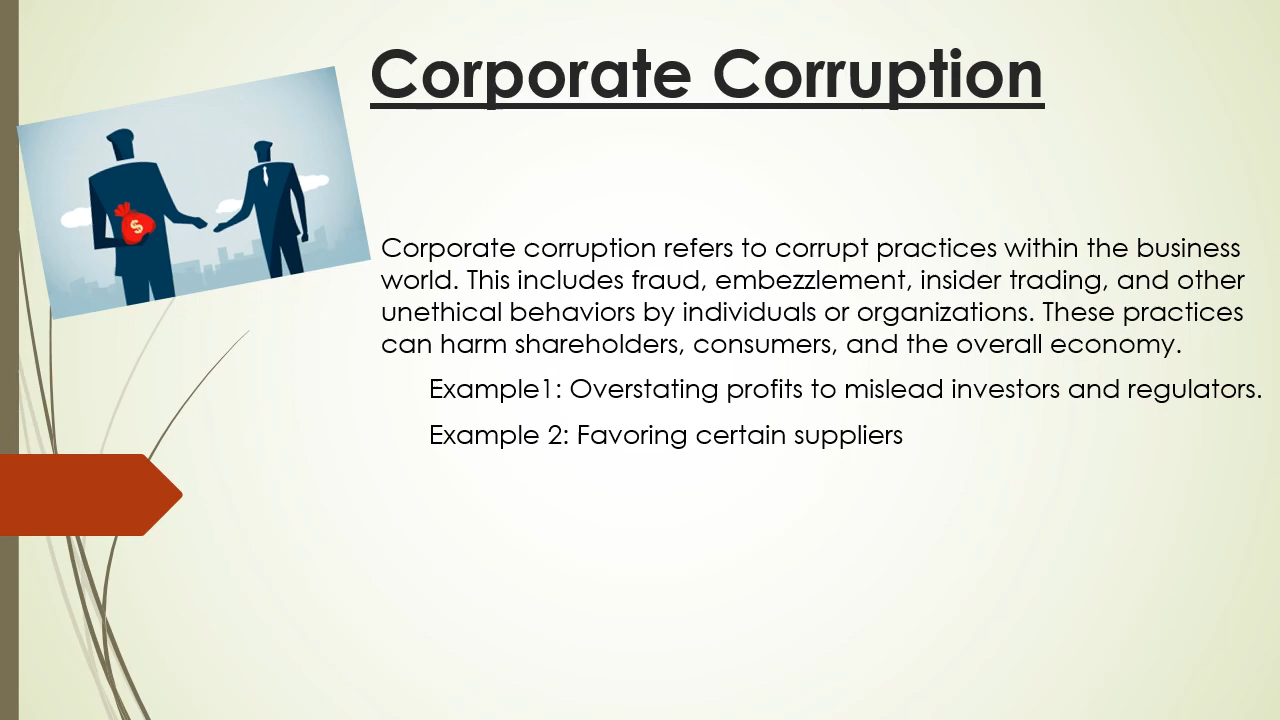 Corporate Corruption
$
Corporate corruption refers to corrupt practices within the business
world. This includes fraud, embezzlement, insider trading, and other
unethical behaviors by individuals or organizations. These practices
can harm shareholders, consumers, and the overall economy.
Example1: Overstating profits to mislead investors and regulators.
Example 2: Favoring certain suppliers